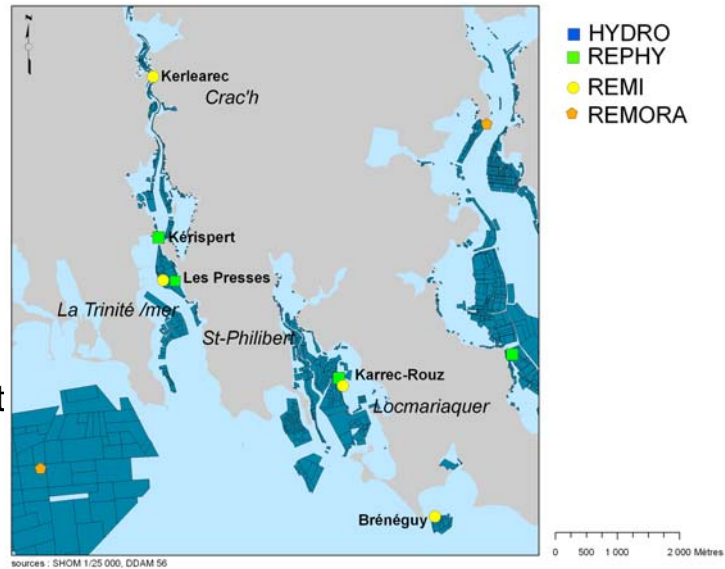 HYDRO
REPHY
REMI
REMORA
Kerlearec
Crac'h
Kérispert
Les Presses
La Trinité /mer
St-Philibert
Karrec-Rouz
Locmariaquer
t
Brénéguy
0 500 1 000 2 000 Mètres
sources : SHOM 1/25 000, DDAM 56